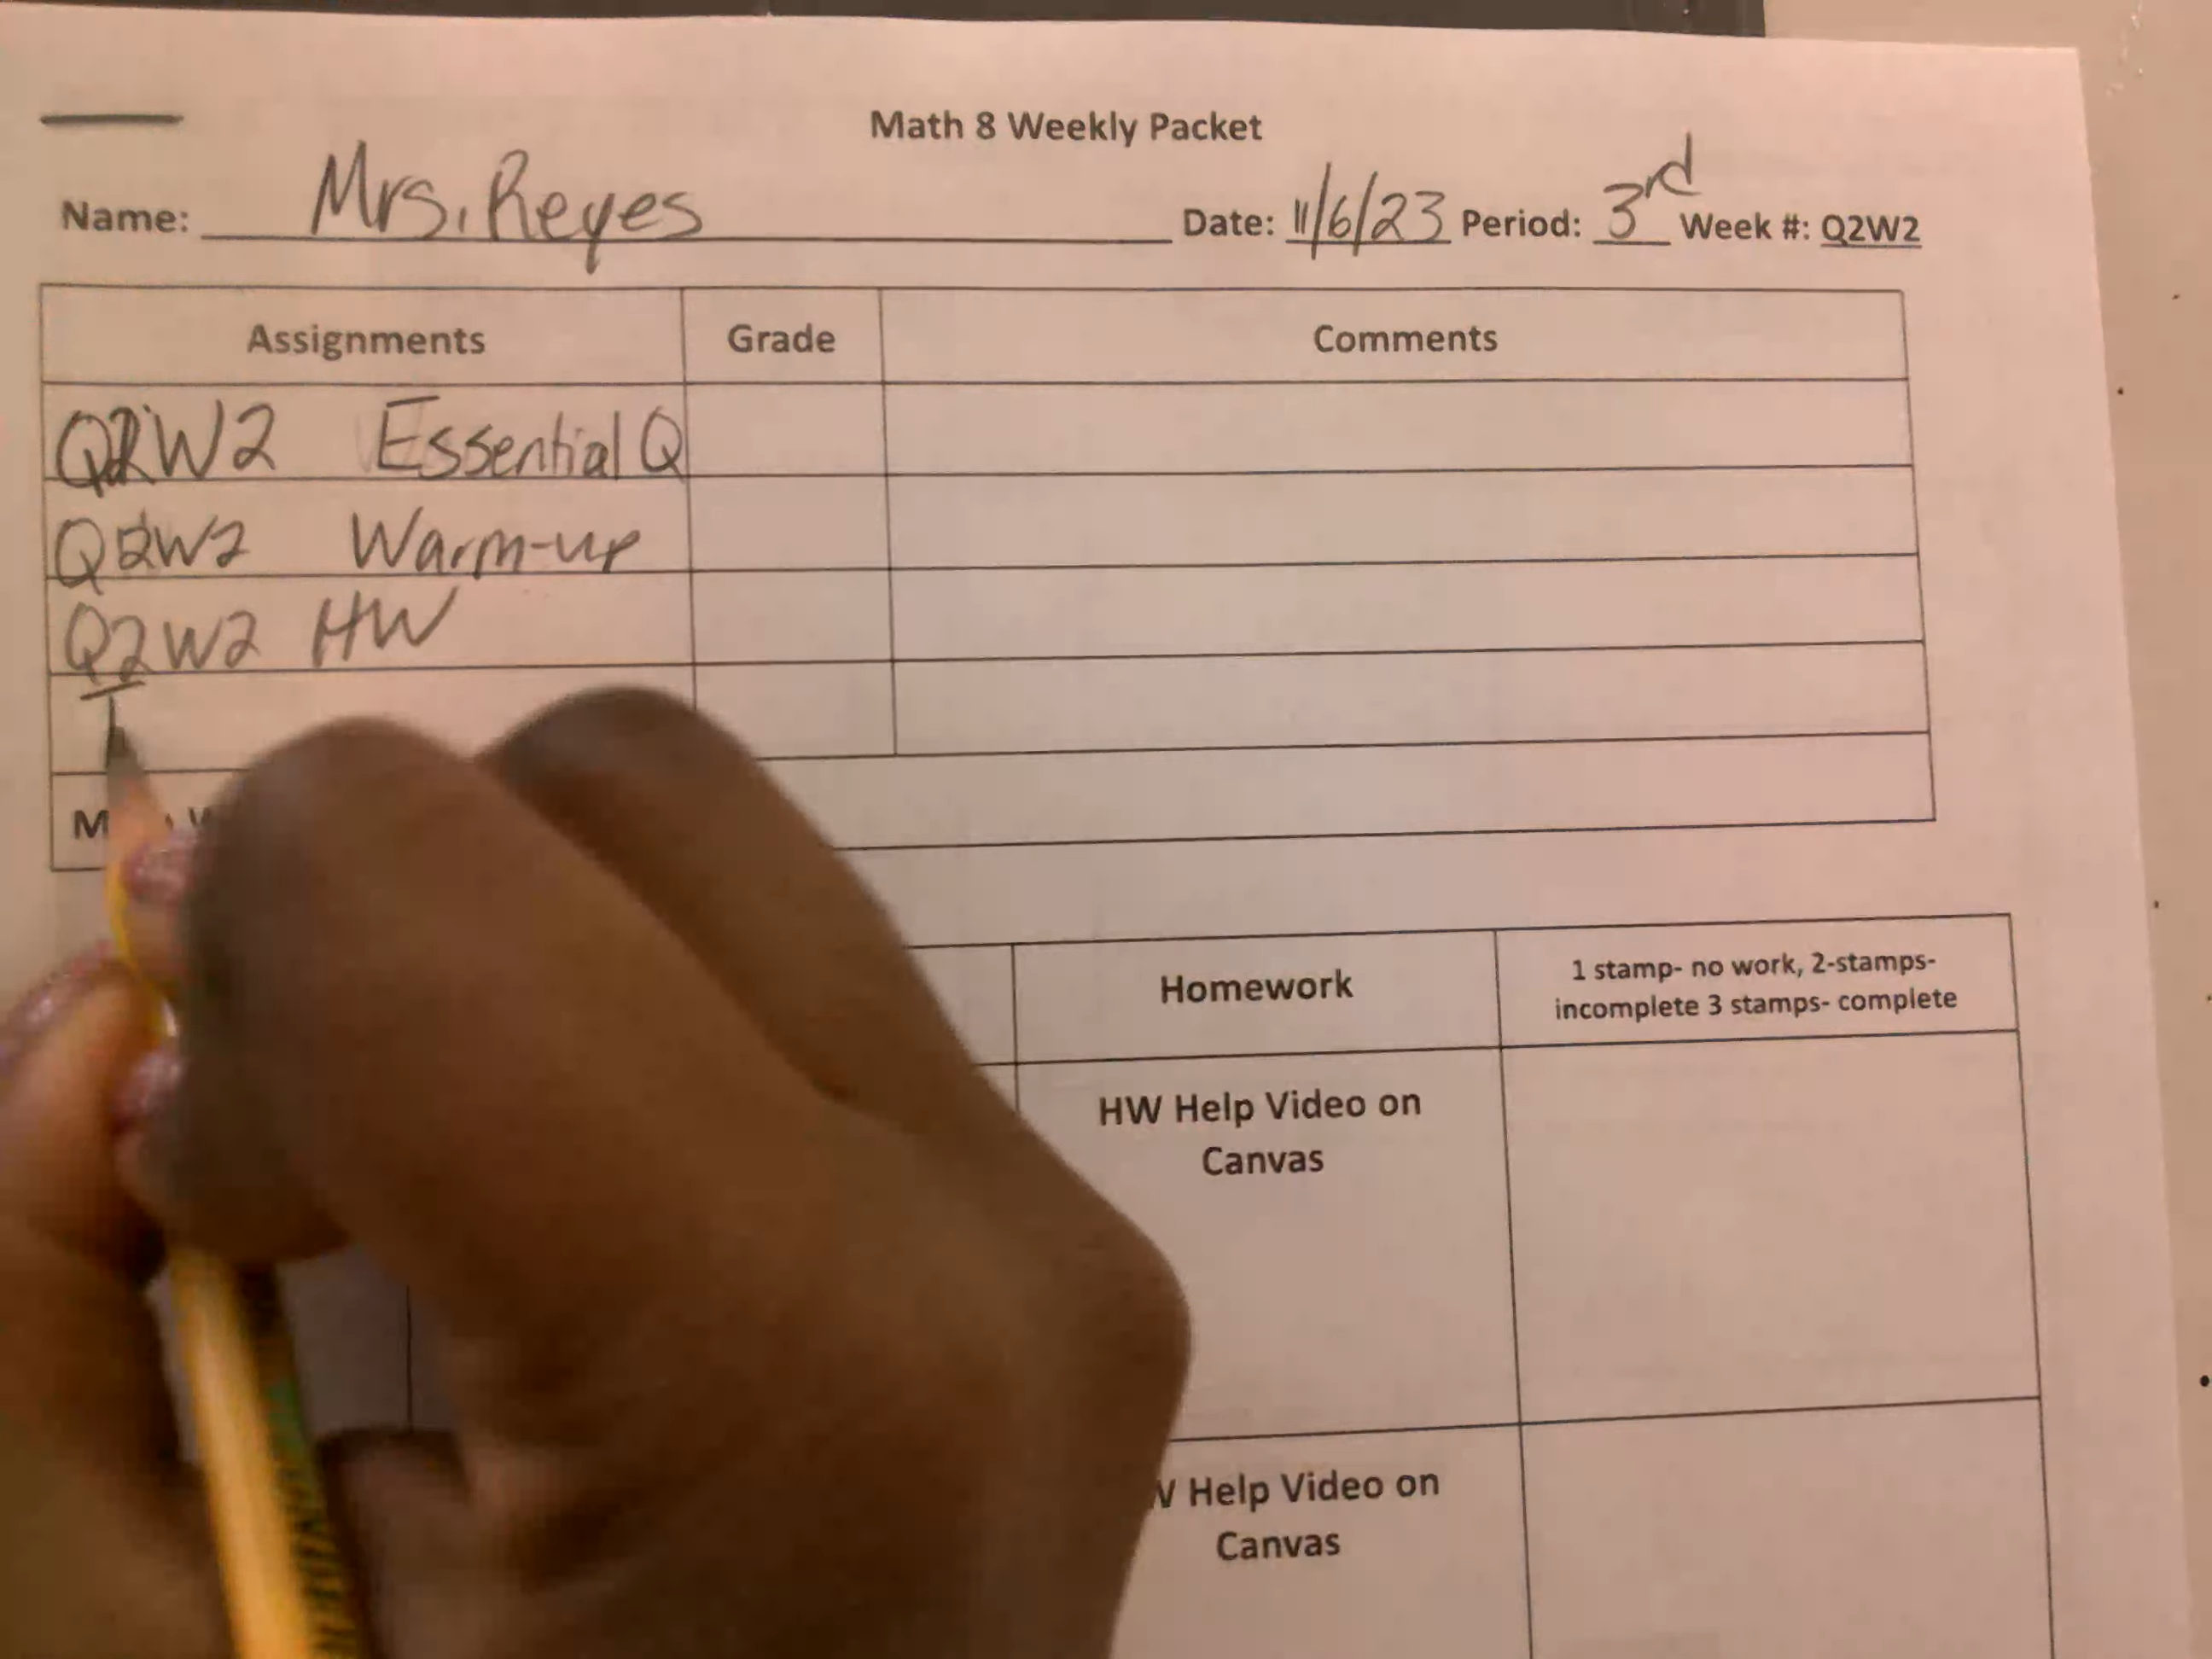 Math 8 Weekly Packet
Name: Mrs. Reyes Date: 11/6/23 Period: 3rd Week #: Q2W2
Assignments Grade Comments
Q2W2 Essential Q
Q2W2 Warm-up
Q2W2 HW
T
Homework 1 stamp- no work, 2-stamps-
incomplete 3 stamps- complete
HW Help Video on
Canvas
Help Video on
Canvas